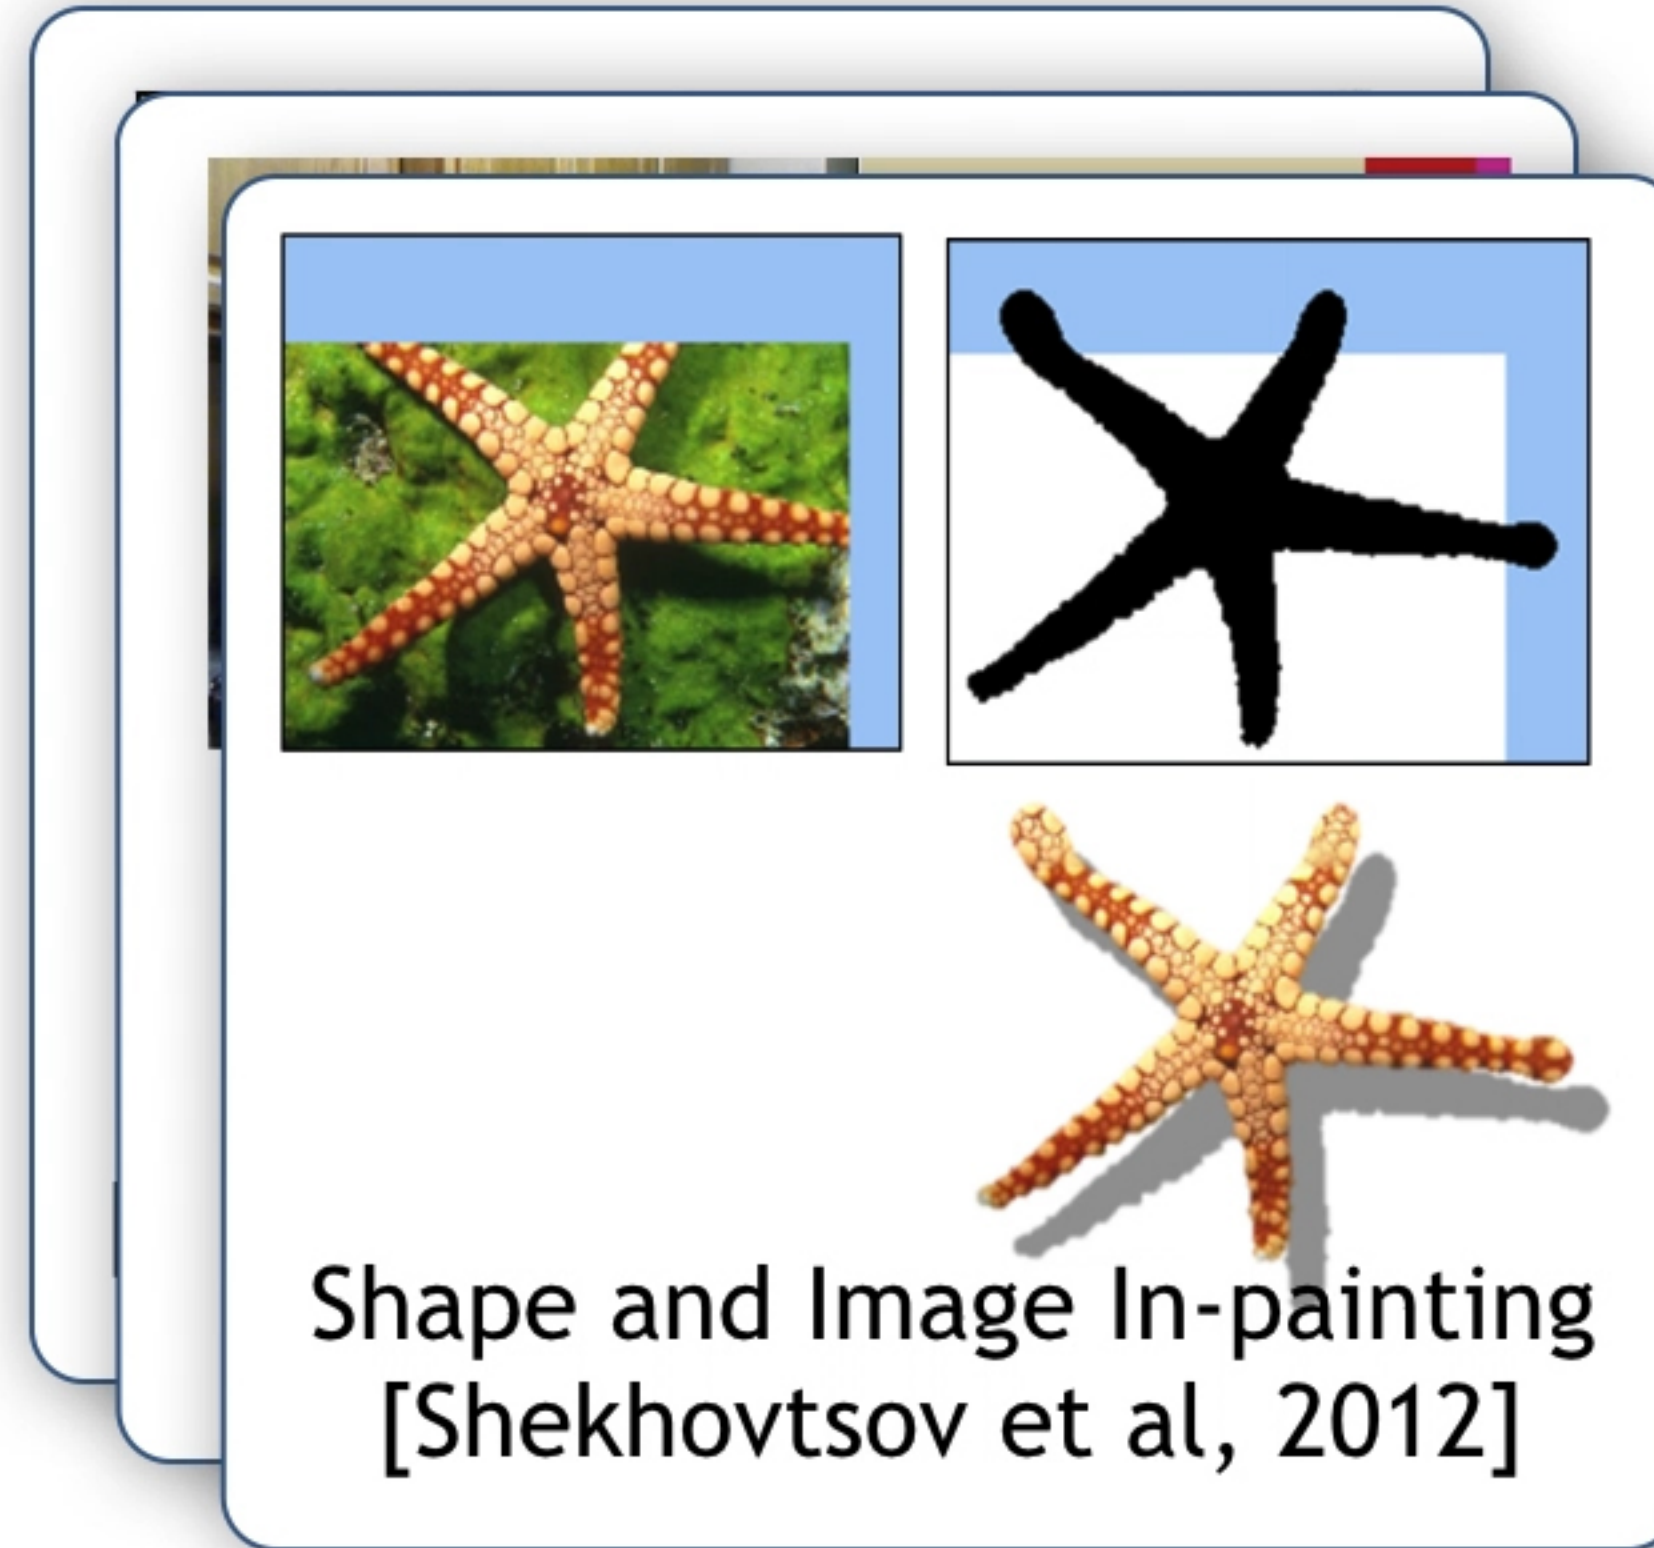 Shape and Image In-painting
[Shekhovtsov et al, 2012]